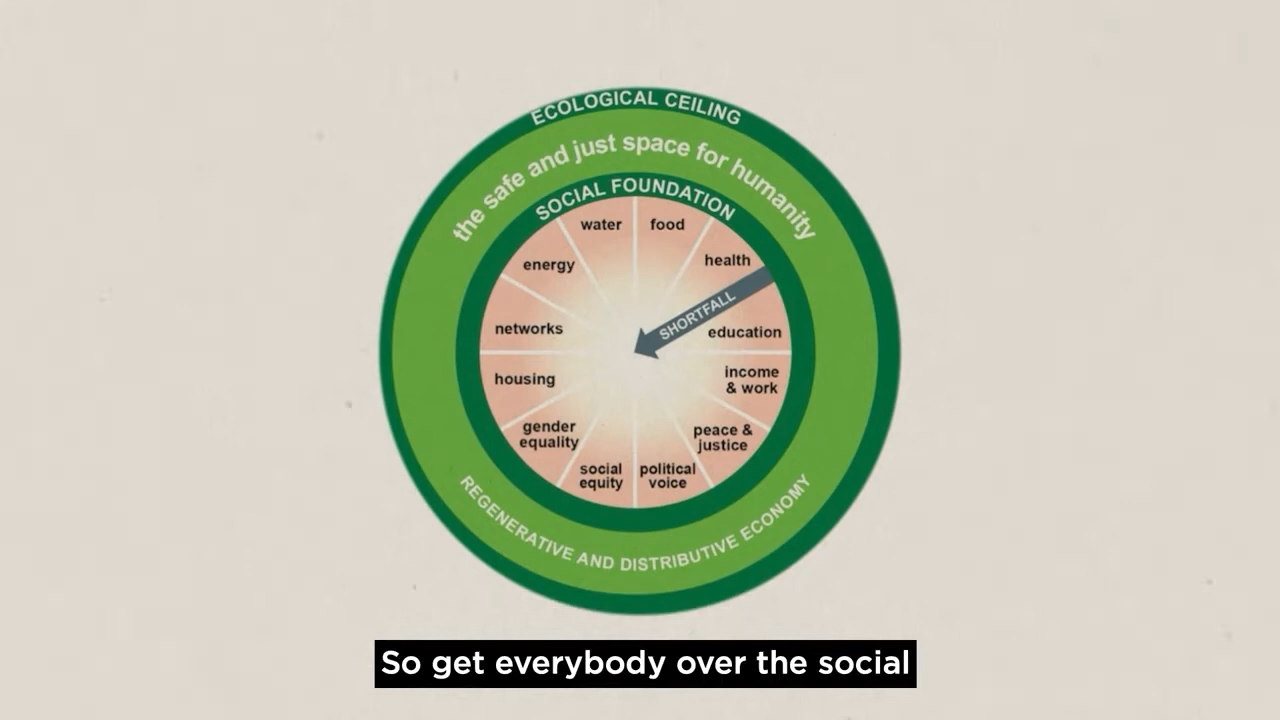 ECOLOGICAL CEILING
the safe and just space for humanity
SOCIAL FOUNDATION
water
food
energy
health
SHORTFALL
networks
education
housing
income
& work
gender
equality
peace &
justice
social
equity
political
voice
REGENERATIVE AND DISTRIBUTIVE ECONOMY
So get everybody over the social